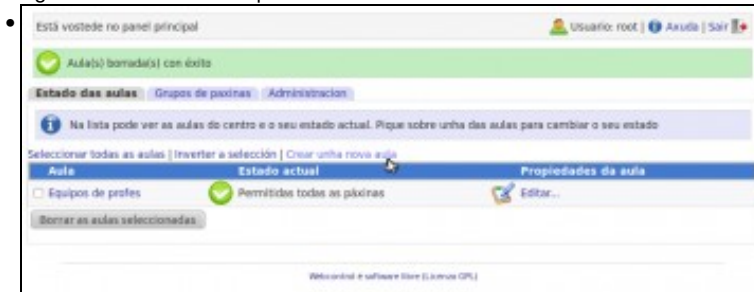 Está vostede no panel principal
Usuario: root | Axuda | Sair
Aula(s) borrada(s) con éxito
Estado das aulas Grupos de paxinas Administracion
Na lista pode ver as aulas do centro e o seu estado actual. Pique sobre unha das aulas para cambiar o seu estado
Seleccionar todas as aulas | Inverter a selección | Crear unha nova aula
Aula Estado actual Propiedades da aula
Equipos de profes Permitidas todas as páxinas Editar...
Borrar as aulas seleccionadas
Webcontrol é software libre (Licenza GPL)